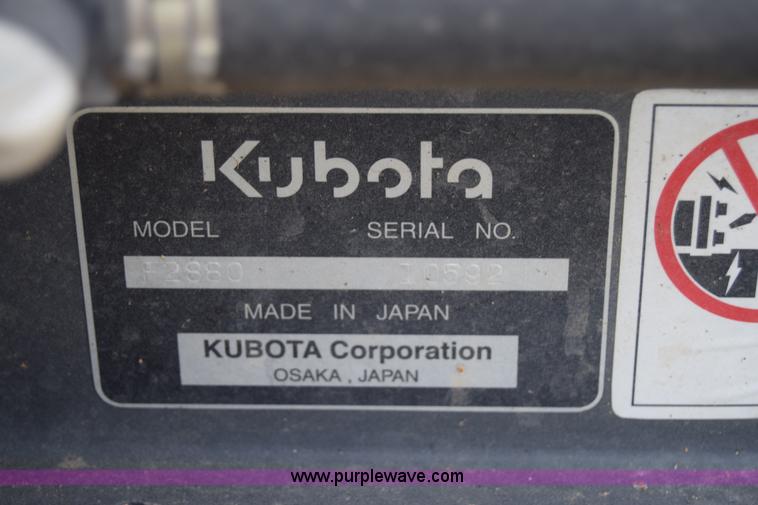 Kubota
MODEL SERIAL NO.
F2880 10592
MADE IN JAPAN
KUBOTA Corporation
OSAKA , JAPAN
www.purplewave.com